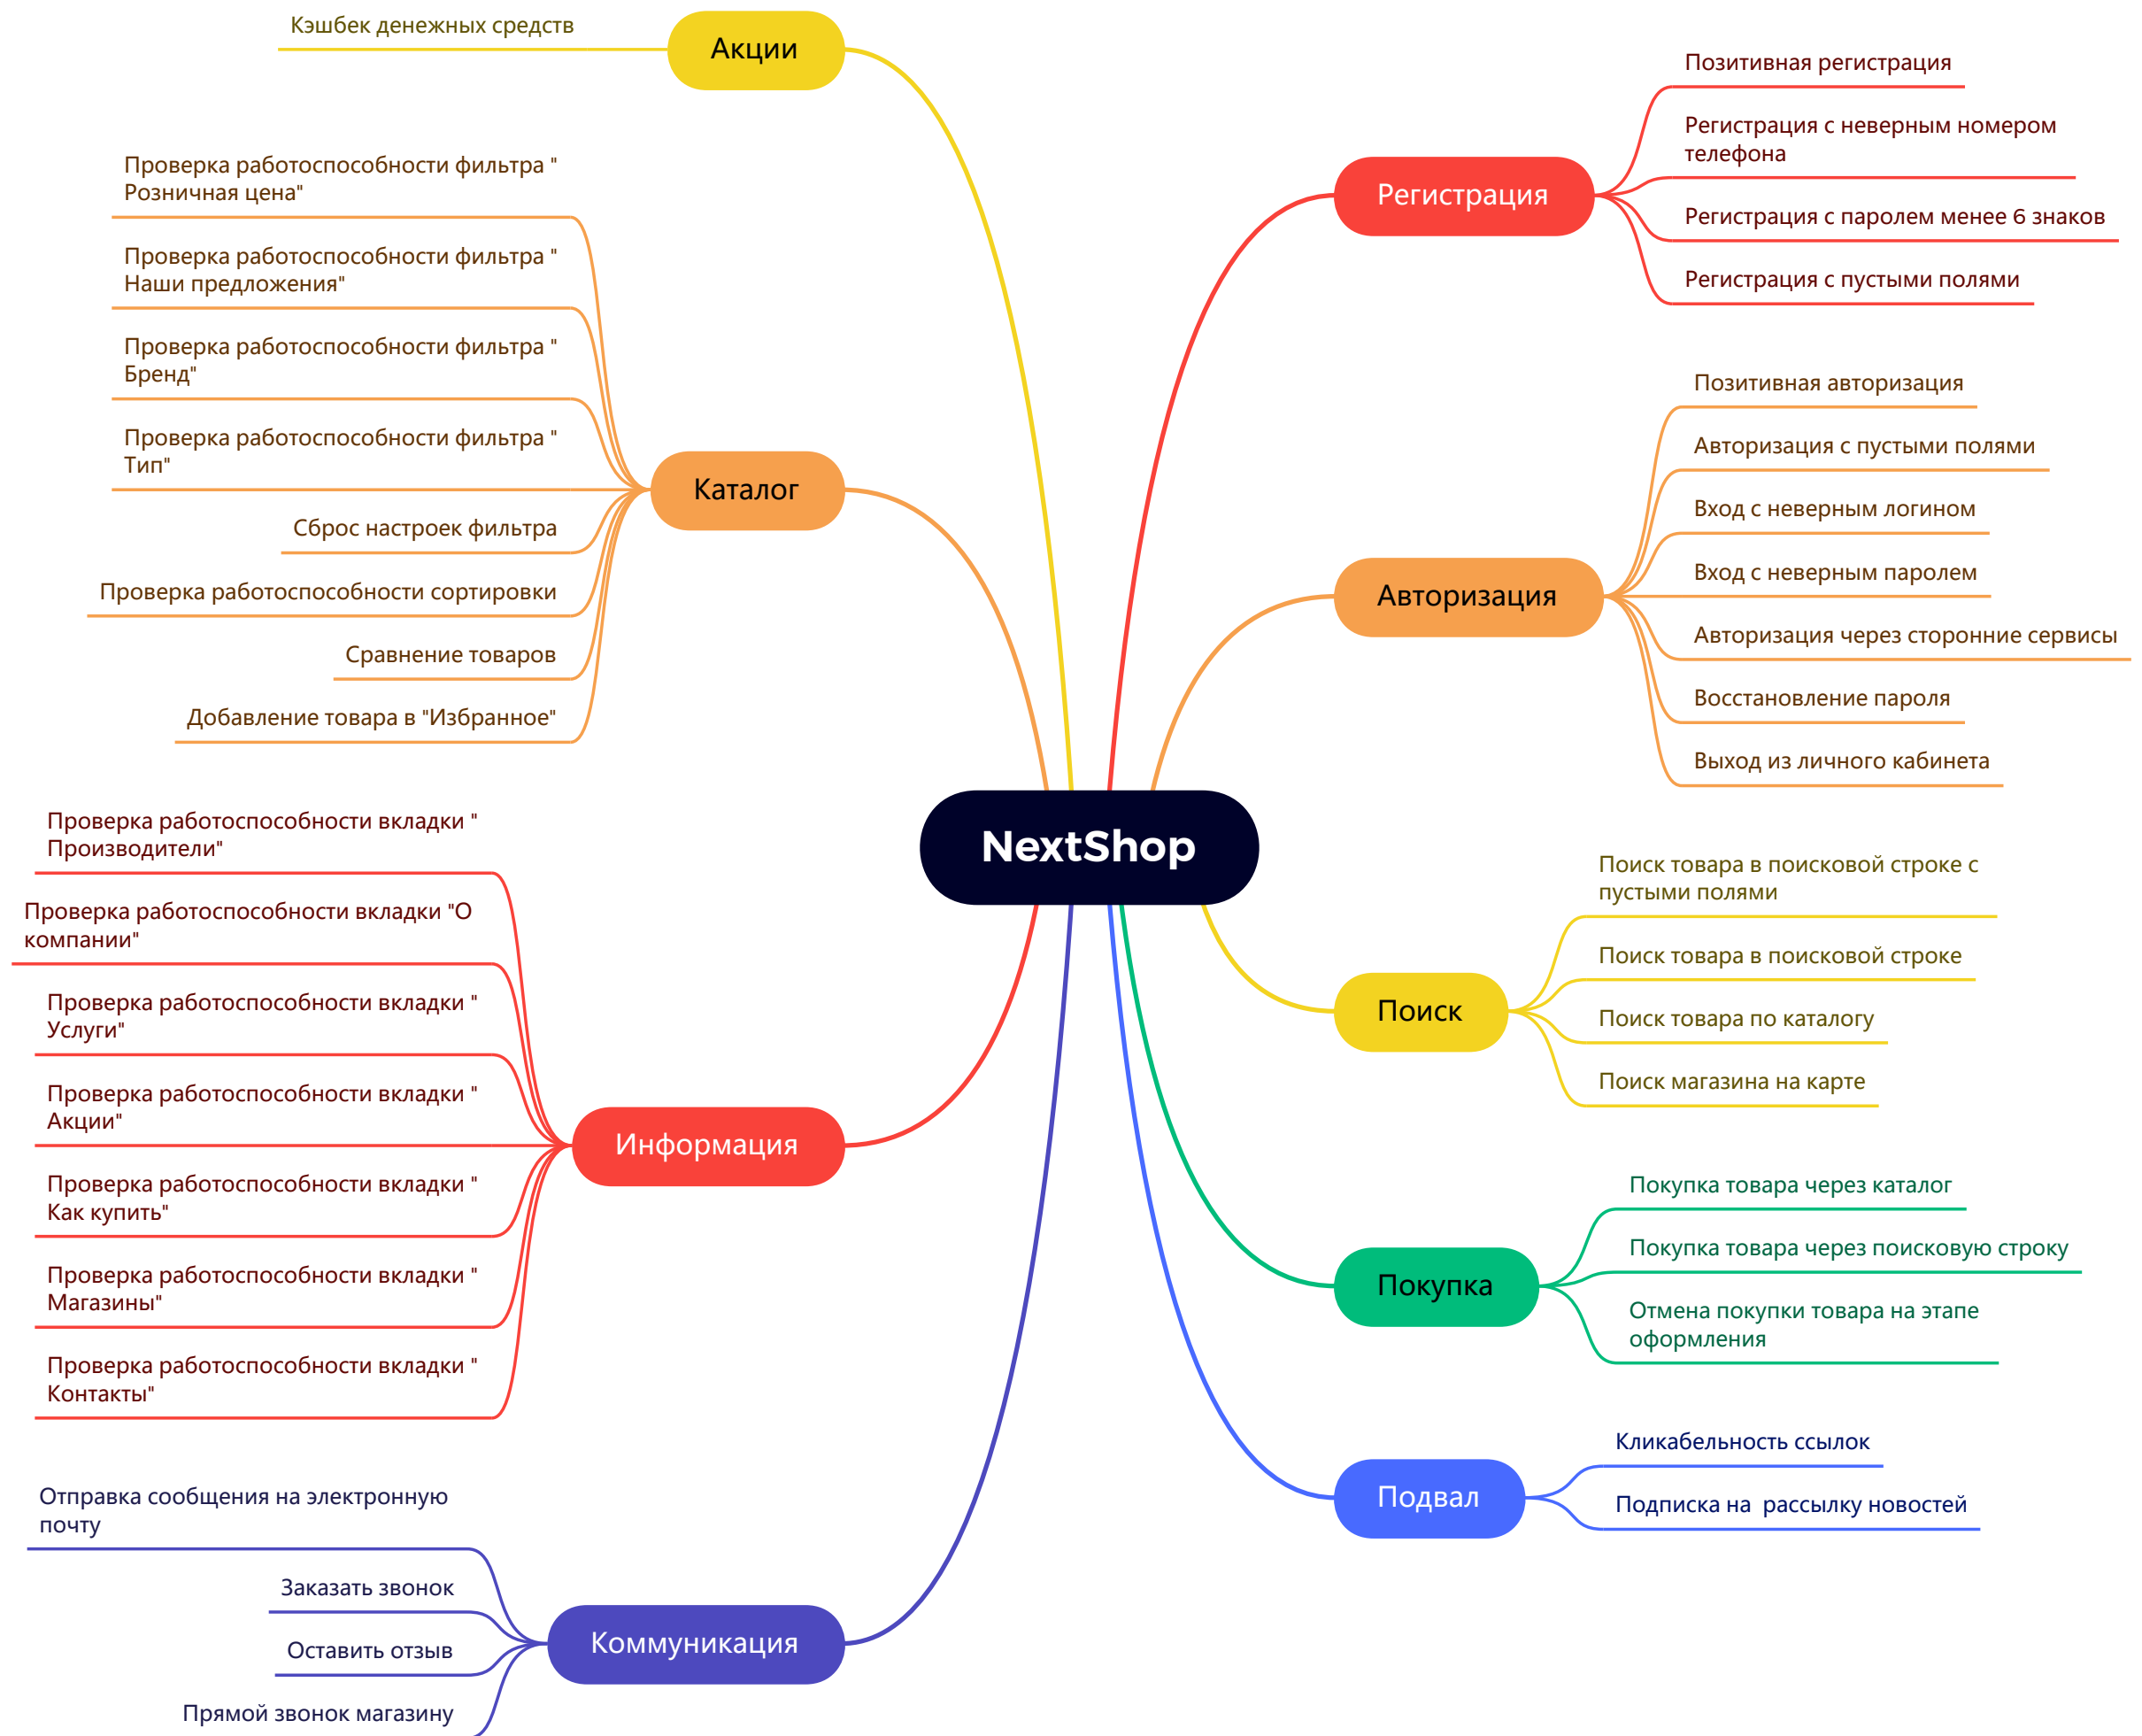 Кэшбек денежных средств
Акции
Проверка работоспособности фильтра "
Розничная цена"
Проверка работоспособности фильтра "
Наши предложения"
Проверка работоспособности фильтра "
Бренд"
Проверка работоспособности фильтра "
Тип"
Сброс настроек фильтра
Проверка работоспособности сортировки
Сравнение товаров
Добавление товара в "Избранное"
Каталог
Проверка работоспособности вкладки "
Производители"
Проверка работоспособности вкладки "О
компании"
Проверка работоспособности вкладки "
Услуги"
Проверка работоспособности вкладки "
Акции"
Проверка работоспособности вкладки "
Как купить"
Проверка работоспособности вкладки "
Магазины"
Проверка работоспособности вкладки "
Контакты"
Информация
Отправка сообщения на электронную
почту
Заказать звонок
Оставить отзыв
Прямой звонок магазину
Коммуникация
NextShop
Регистрация
Позитивная регистрация
Регистрация с неверным номером
телефона
Регистрация с паролем менее 6 знаков
Регистрация с пустыми полями
Авторизация
Позитивная авторизация
Авторизация с пустыми полями
Вход с неверным логином
Вход с неверным паролем
Авторизация через сторонние сервисы
Восстановление пароля
Выход из личного кабинета
Поиск
Поиск товара в поисковой строке с
пустыми полями
Поиск товара в поисковой строке
Поиск товара по каталогу
Поиск магазина на карте
Покупка
Покупка товара через каталог
Покупка товара через поисковую строку
Отмена покупки товара на этапе
оформления
Подвал
Кликабельность ссылок
Подписка на  рассылку новостей